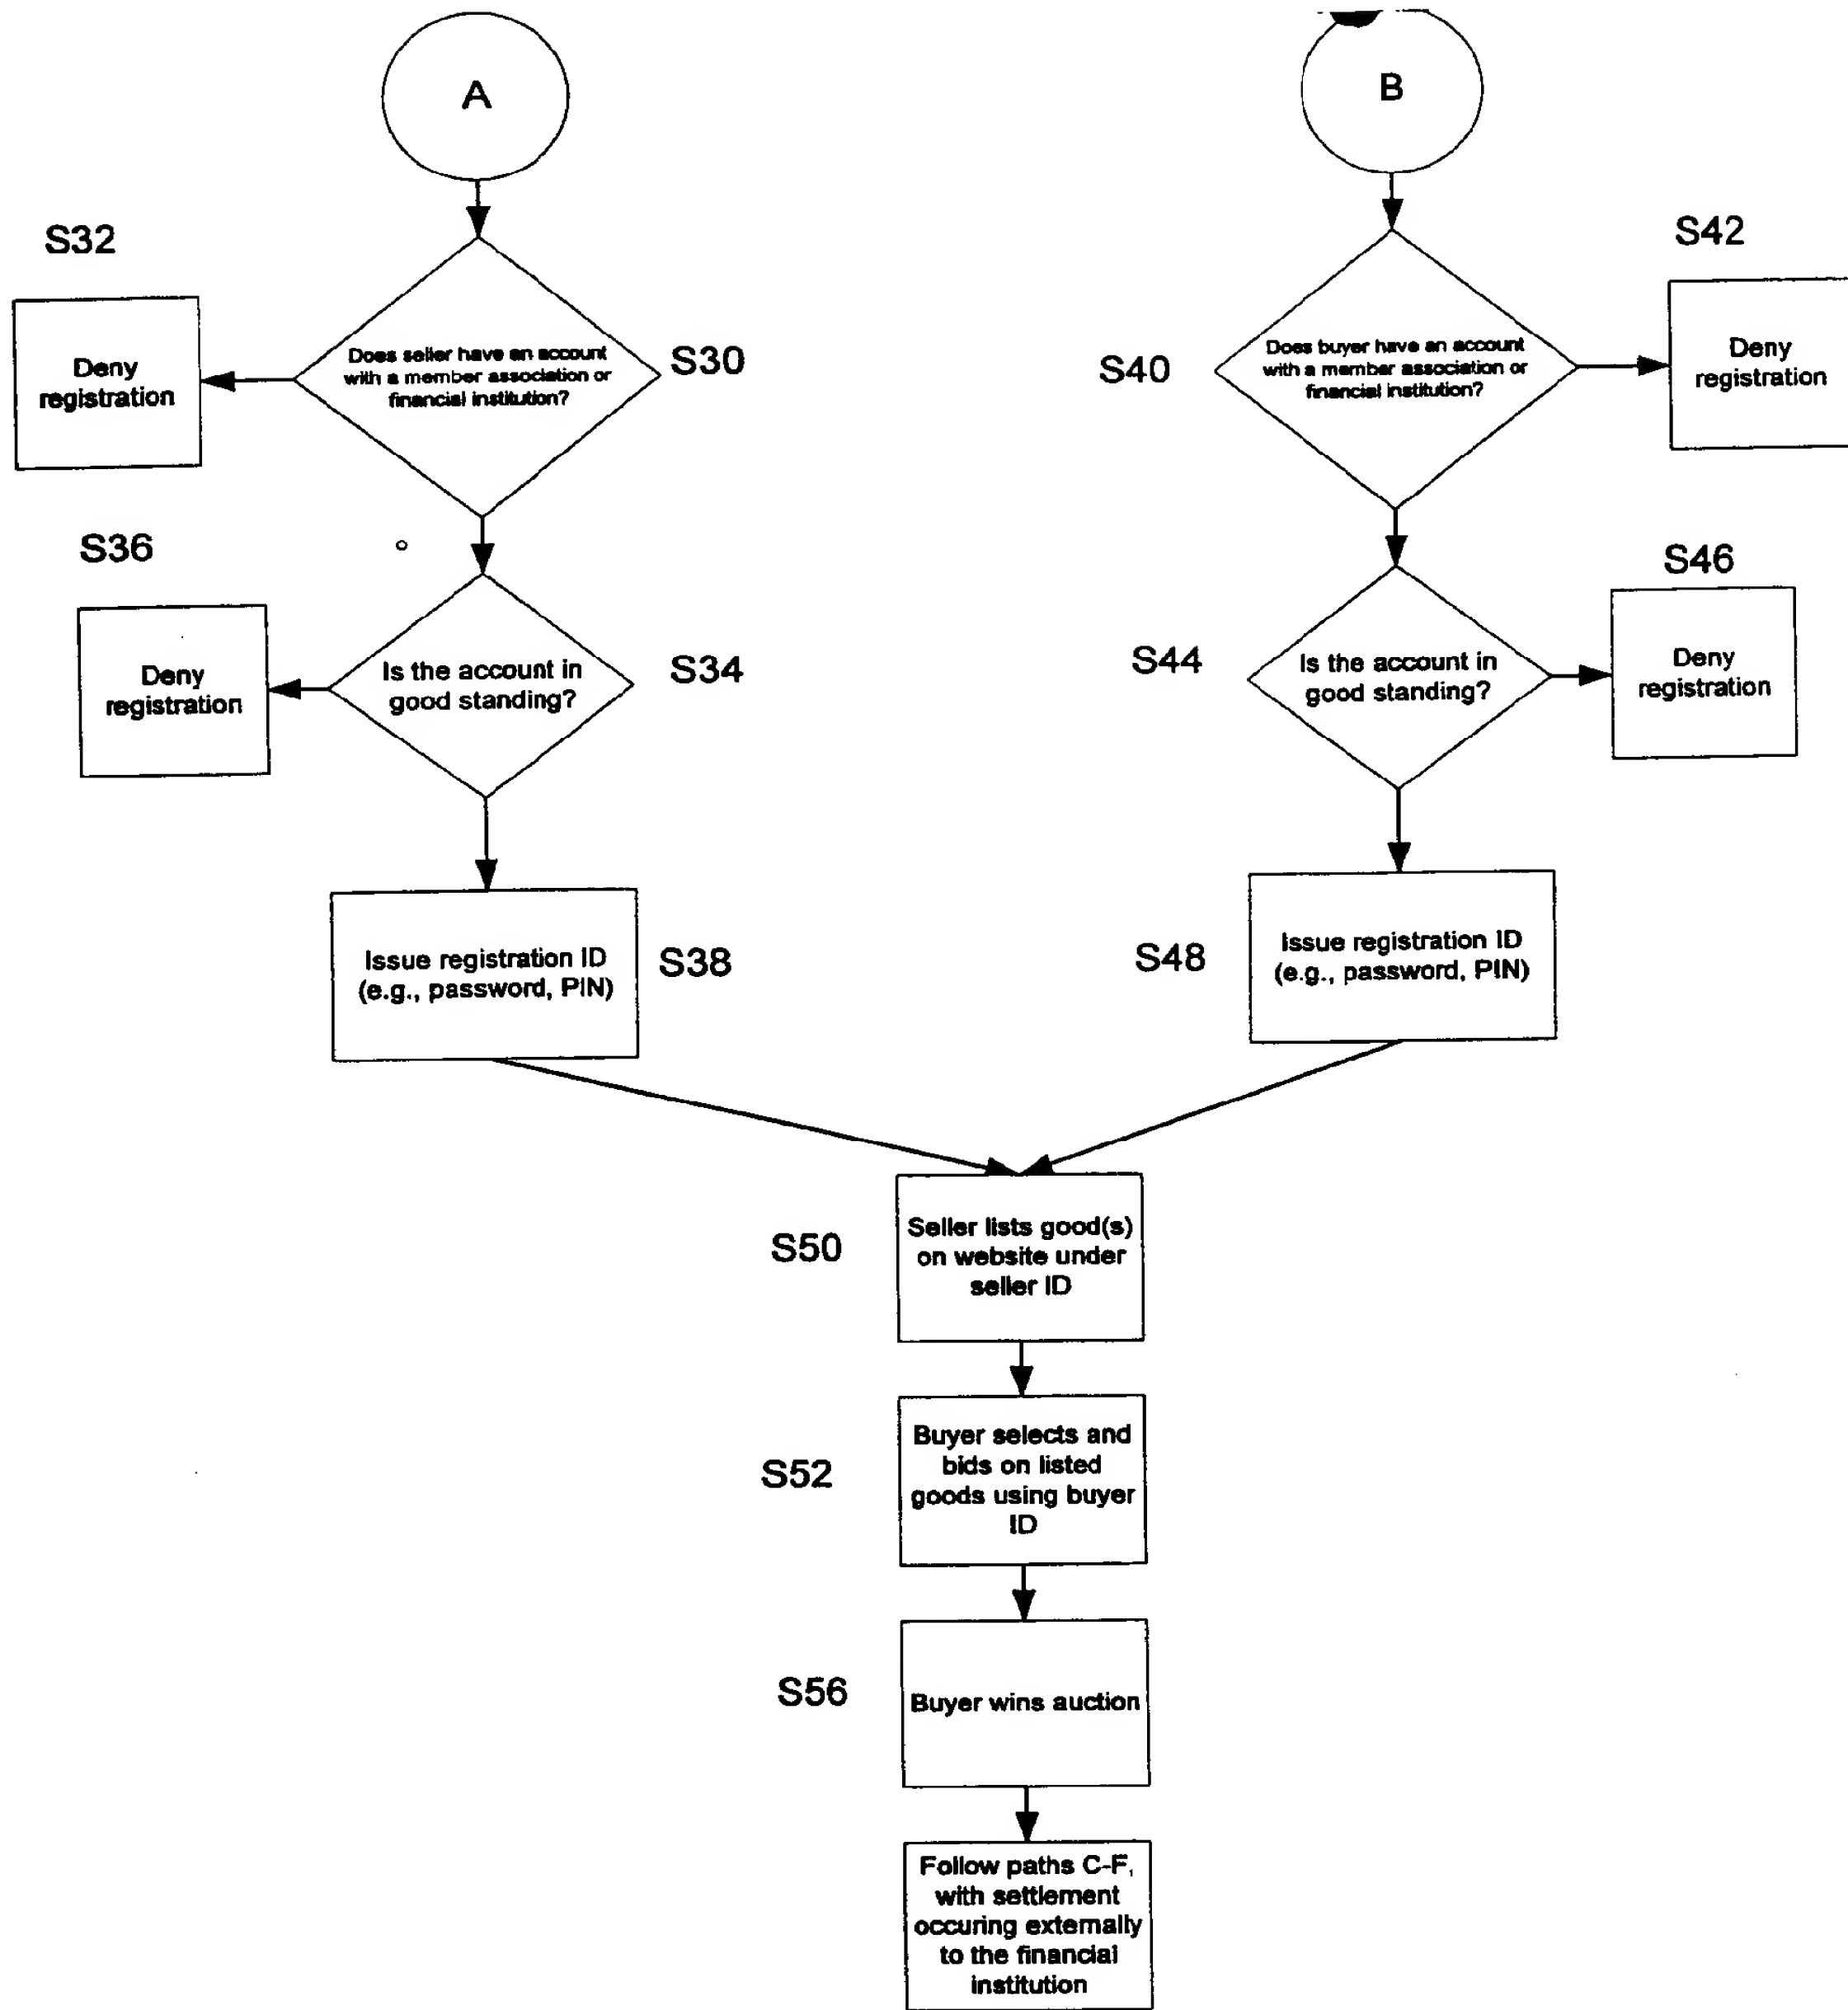 A
B
S32
S42
Deny
registration
Does seller have an account
with a member association or
financial institution?
S30
S40
Does buyer have an account
with a member association or
financial institution?
Deny
registration
S36
S46
Deny
registration
Is the account in
good standing?
S34
S44
Is the account in
good standing?
Deny
registration
Issue registration ID
(e.g., password, PIN)
S38
S48
Issue registration ID
(e.g., password, PIN)
S50
Seller lists good(s)
on website under
seller ID
S52
Buyer selects and
bids on listed
goods using buyer
ID
S56
Buyer wins auction
Follow paths C-F,
with settlement
occuring externally
to the financial
institution